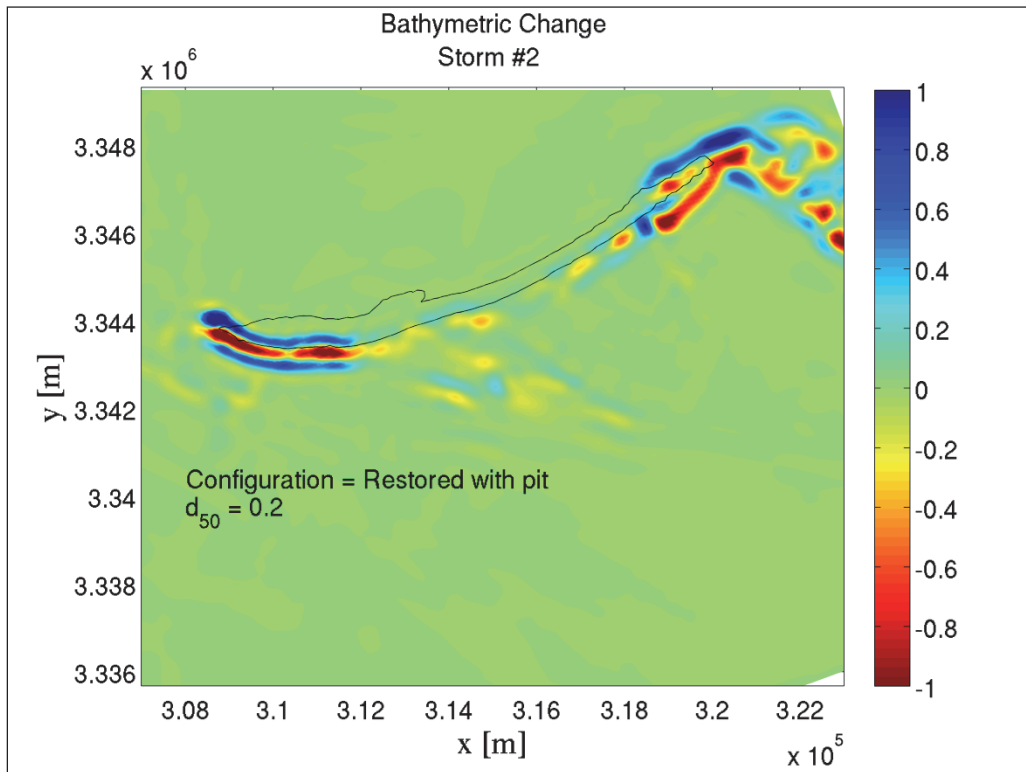 Bathymetric Change
Storm #2
x 10^6
3.348
3.346
3.344
3.342
3.34
3.338
3.336
y [m]
Configuration = Restored with pit
d_50 = 0.2
3.08 3.1 3.12 3.14 3.16 3.18 3.2 3.22
x [m]
x 10^5
1
0.8
0.6
0.4
0.2
0
-0.2
-0.4
-0.6
-0.8
-1